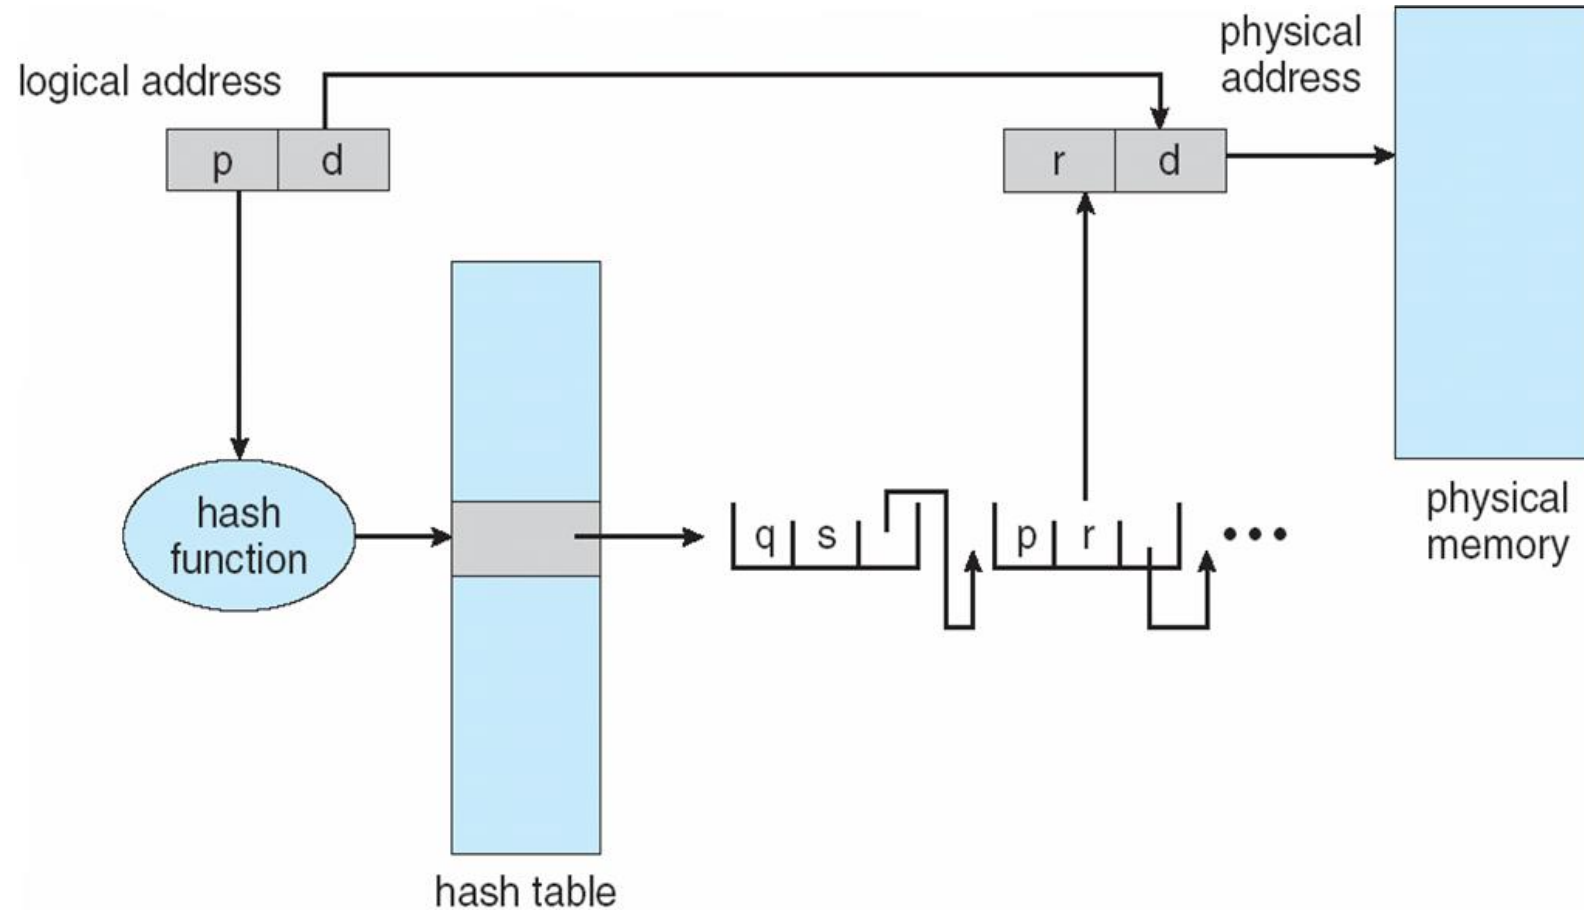 logical address
p d
physical
address
r d
hash
function
q s
p r
•••
physical
memory
hash table